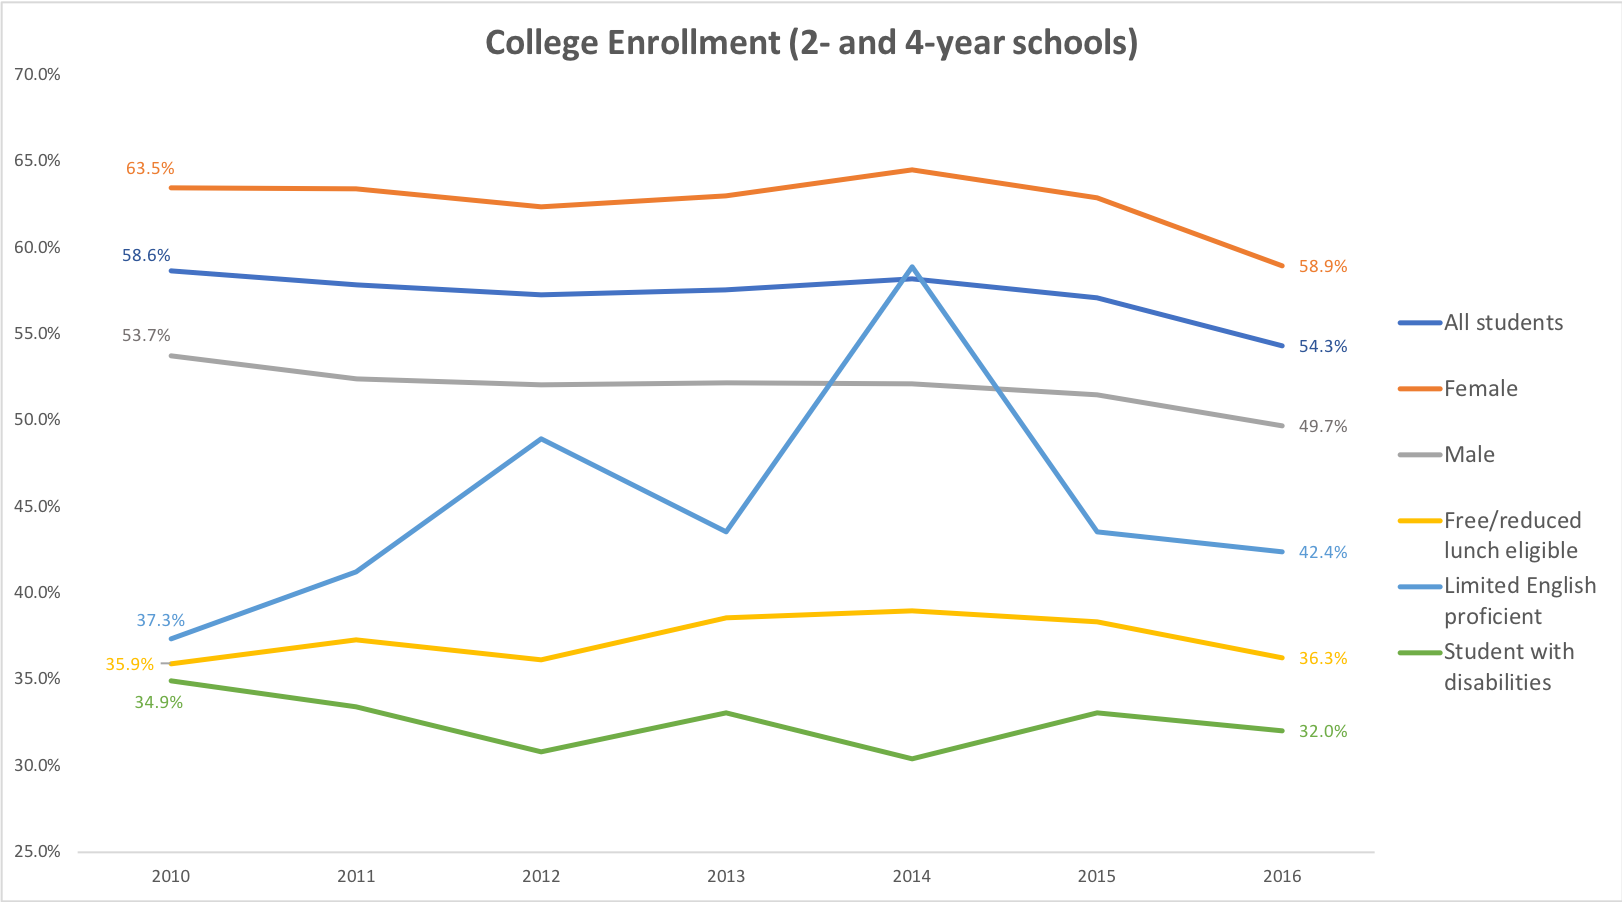 College Enrollment (2- and 4-year schools)
70.0%
65.0%
60.0%
55.0%
50.0%
45.0%
40.0%
35.0%
30.0%
25.0%
63.5%
58.6%
53.7%
37.3%
35.9%
34.9%
58.9%
54.3%
49.7%
42.4%
36.3%
32.0%
2010
2011
2012
2013
2014
2015
2016
All students
Female
Male
Free/reduced
lunch eligible
Limited English
proficient
Student with
disabilities